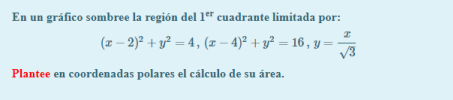 En un gráfico sombree la región del 1er cuadrante limitada por:
(x − 2)² + y² = 4 , (x − 4)² + y² = 16 , y = x/√3
Plantee en coordenadas polares el cálculo de su área.